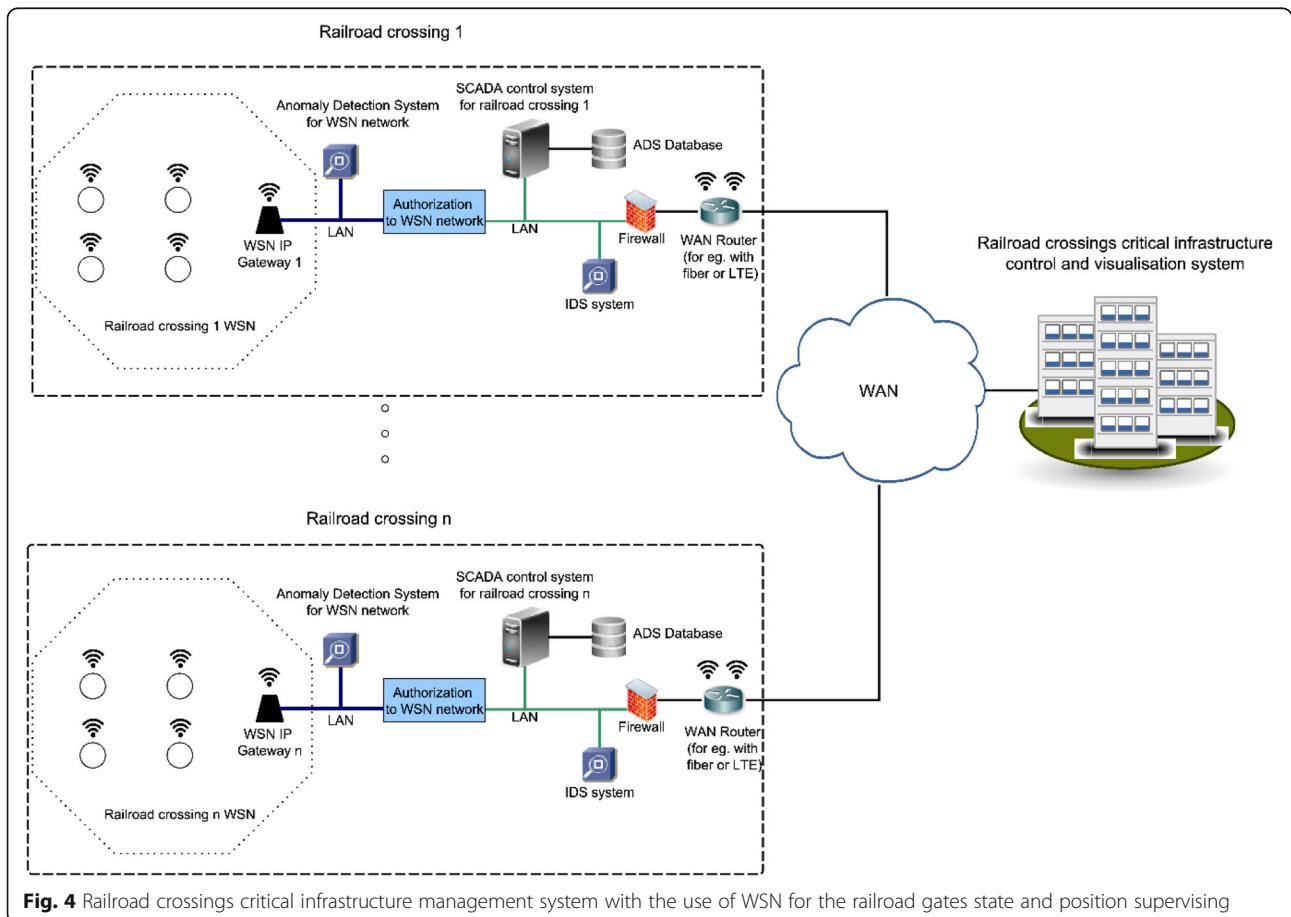 Railroad crossing 1
SCADA control system
for railroad crossing 1
Anomaly Detection System
for WSN network
ADS Database
Authorization
to WSN network
WSN IP
Gateway 1
LAN
LAN
Firewall
WAN Router
(for eg. with
fiber or LTE)
IDS system
Railroad crossing 1 WSN
Railroad crossings critical infrastructure
control and visualisation system
WAN
Railroad crossing n
SCADA control system
for railroad crossing n
Anomaly Detection System
for WSN network
ADS Database
Authorization
to WSN network
WSN IP
Gateway n
LAN
LAN
Firewall
WAN Router
(for eg. with
fiber or LTE)
IDS system
Railroad crossing n WSN
Fig. 4 Railroad crossings critical infrastructure management system with the use of WSN for the railroad gates state and position supervising